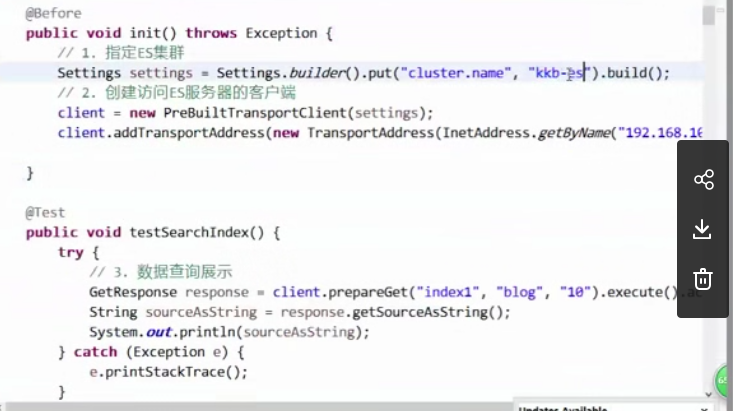 @Before
public void init() throws Exception {
// 1. 指定ES集群
Settings settings = Settings.builder().put("cluster.name", "kkb-es").build();
// 2. 创建访问ES服务器的客户端
client = new PreBuiltTransportClient(settings);
client.addTransportAddress(new TransportAddress(InetAddress.getByName("192.168.10
}
@Test
public void testSearchIndex() {
try {
// 3. 数据查询展示
GetResponse response = client.prepareGet("index1", "blog", "10").execute().ac
String sourceAsString = response.getSourceAsString();
System.out.println(sourceAsString);
} catch (Exception e) {
e.printStackTrace();
}
Updates Available